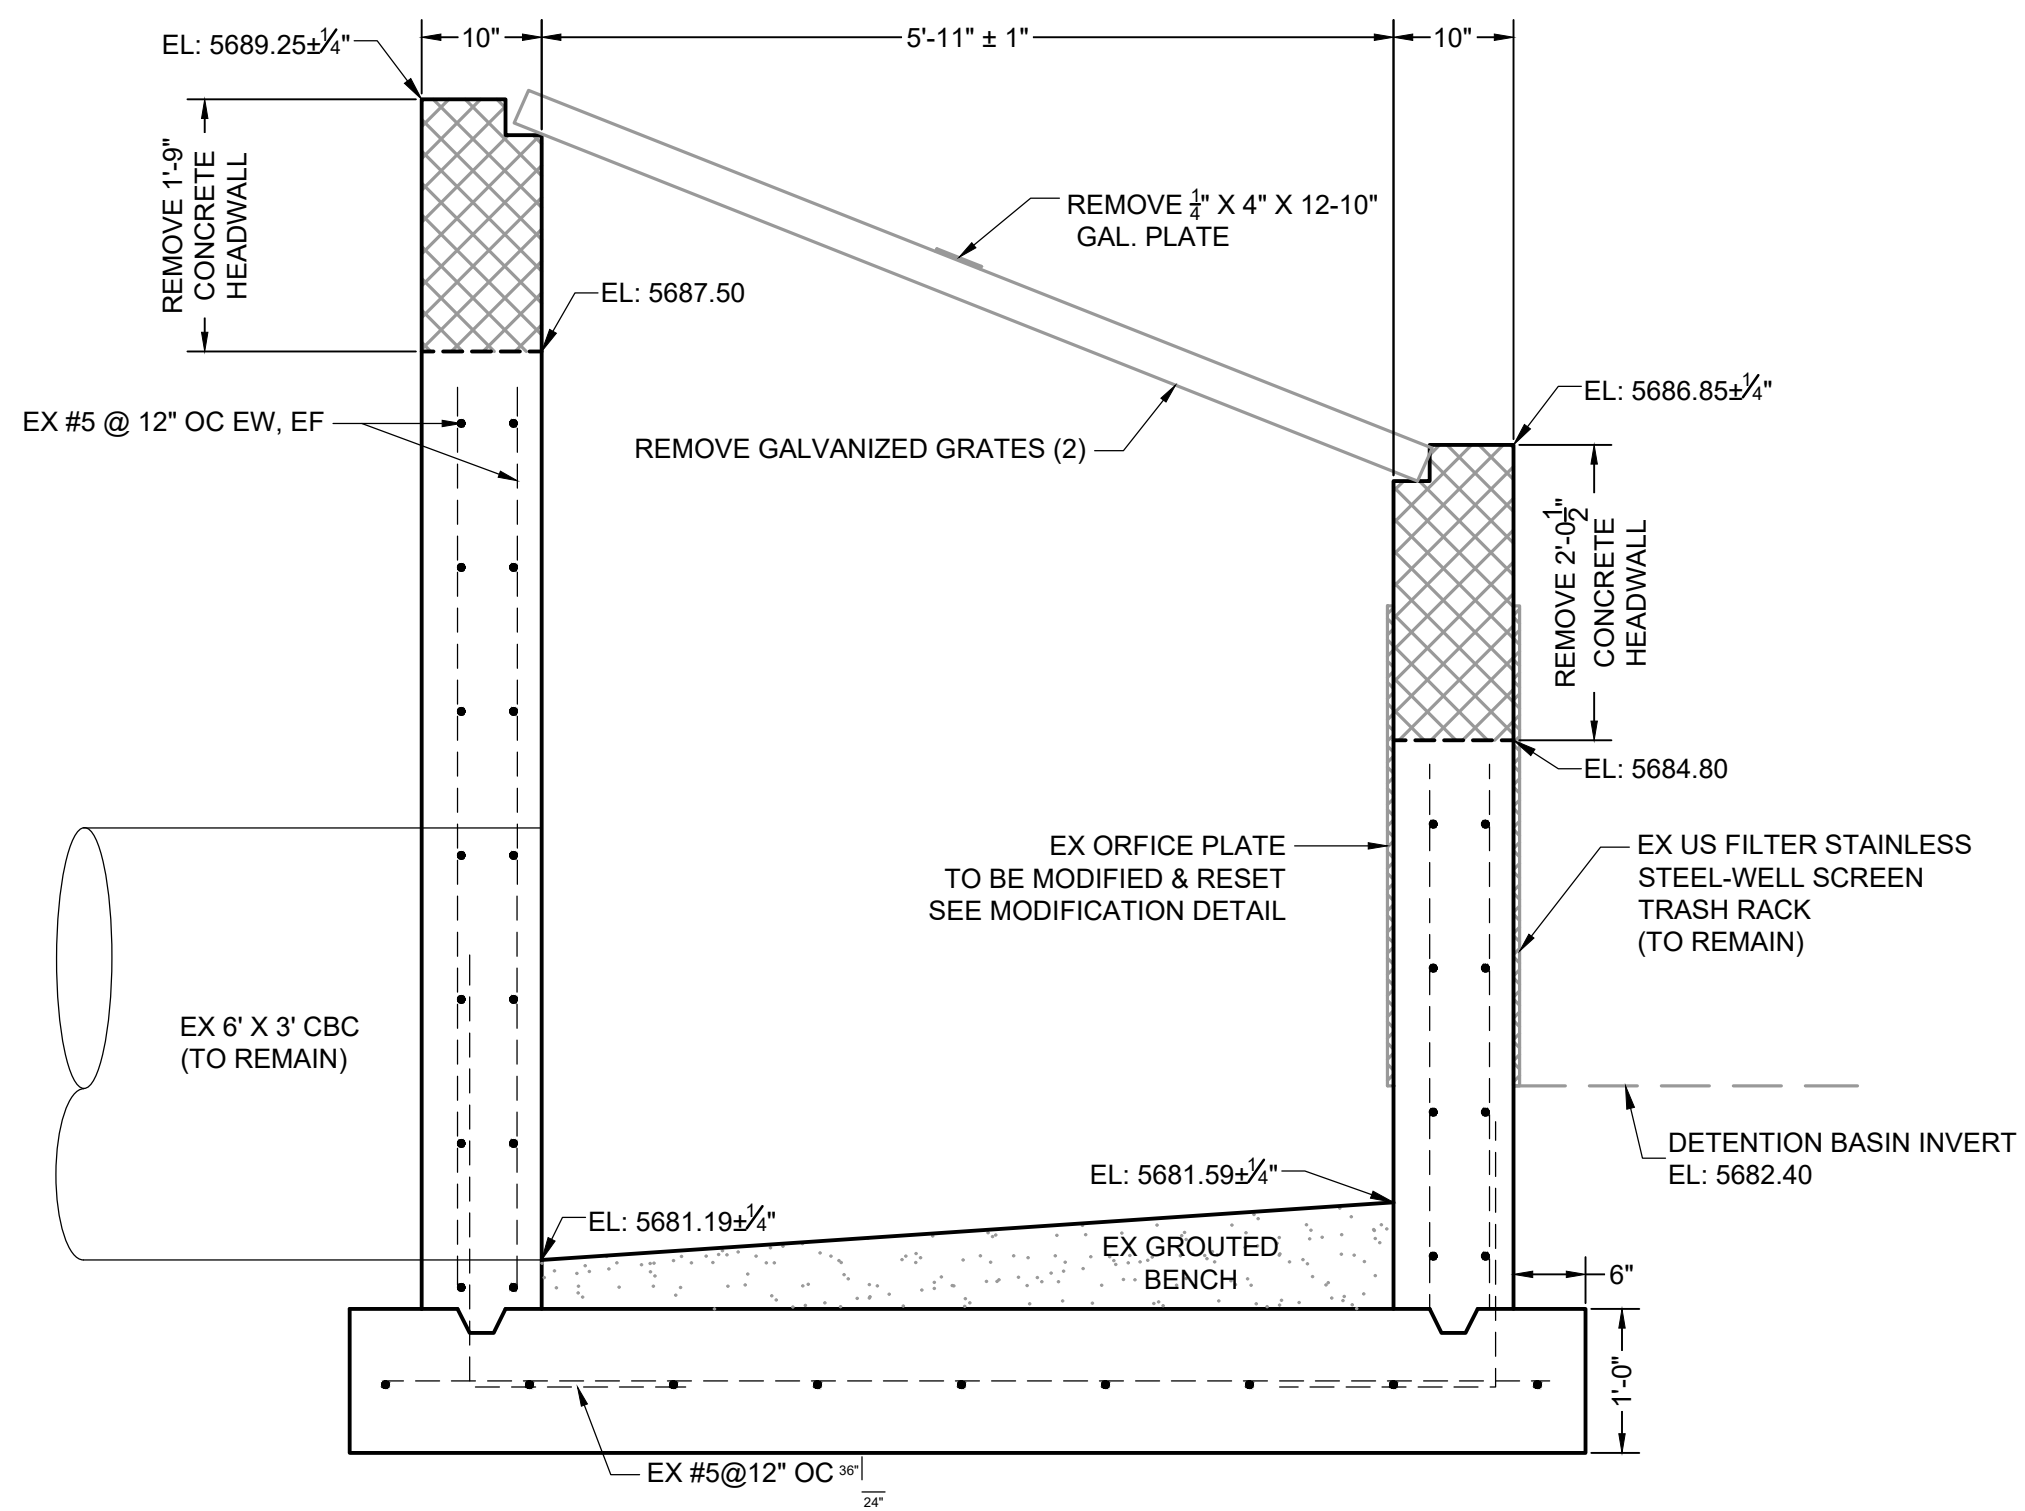 EL: 5689.25±1/4"
10"
5'-11" ± 1"
10"
REMOVE 1'-9"
CONCRETE
HEADWALL
REMOVE 1/4" X 4" X 12-10"
GAL. PLATE
EL: 5687.50
EL: 5686.85±1/4"
EX #5 @ 12" OC EW, EF
REMOVE GALVANIZED GRATES (2)
REMOVE 2'-0 1/2"
CONCRETE
HEADWALL
EL: 5684.80
EX ORFICE PLATE
TO BE MODIFIED & RESET
SEE MODIFICATION DETAIL
EX US FILTER STAINLESS
STEEL-WELL SCREEN
TRASH RACK
(TO REMAIN)
EX 6' X 3' CBC
(TO REMAIN)
DETENTION BASIN INVERT
EL: 5682.40
EL: 5681.59±1/4"
EL: 5681.19±1/4"
EX GROUTED
BENCH
6"
1'-0"
EX #5@12" OC 36"
24"